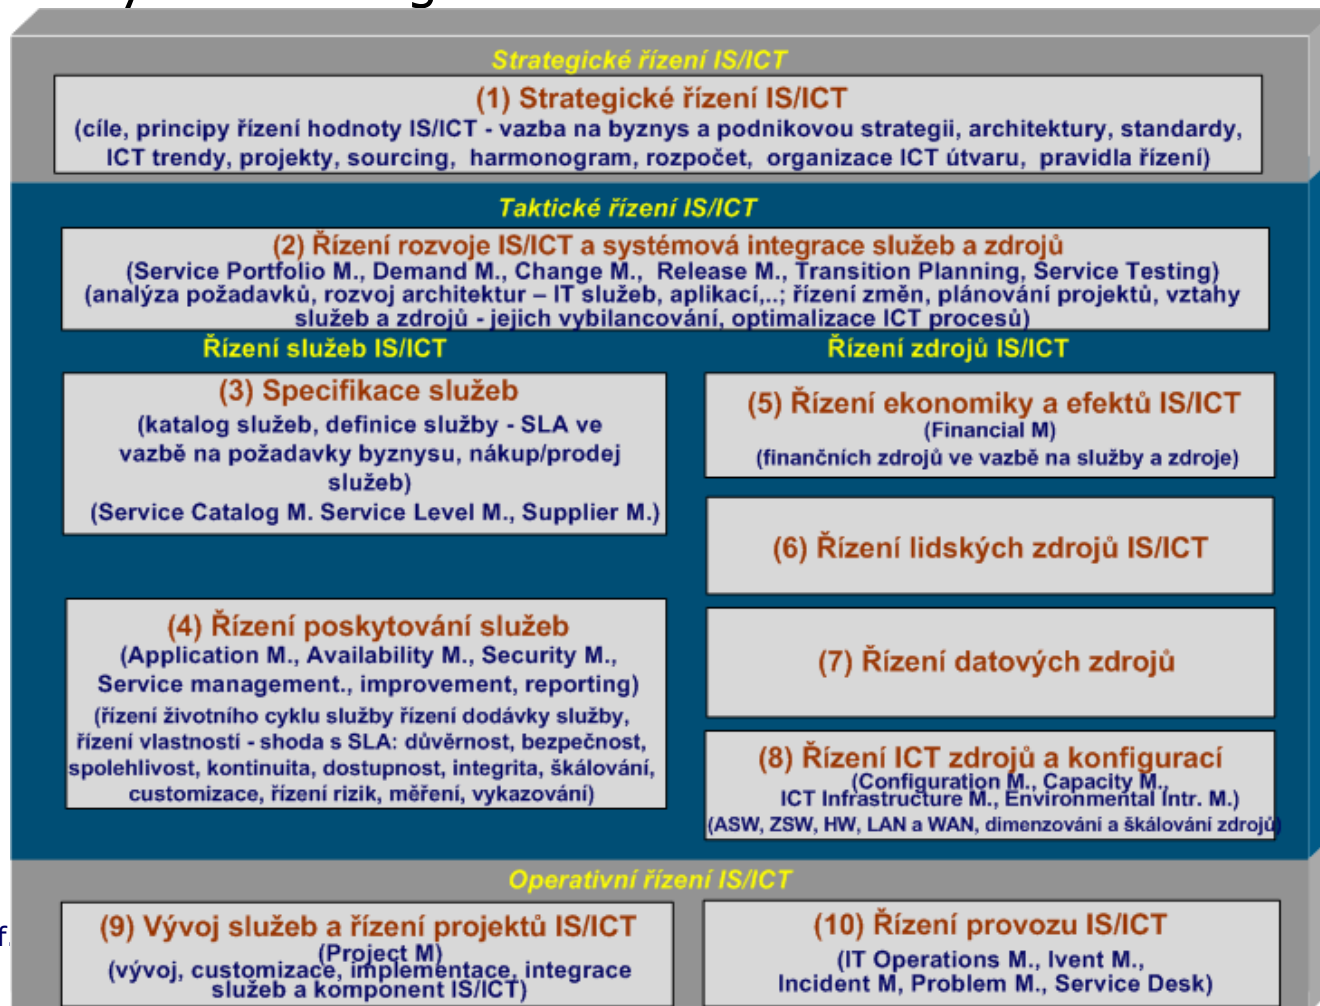 Strategické řízení IS/ICT
(1) Strategické řízení IS/ICT
(cíle, principy řízení hodnoty IS/ICT - vazba na byznys a podnikovou strategii, architektury, standardy,
ICT trendy, projekty, sourcing, harmonogram, rozpočet, organizace ICT útvaru, pravidla řízení)
Taktické řízení IS/ICT
(2) Řízení rozvoje IS/ICT a systémová integrace služeb a zdrojů
(Service Portfolio M., Demand M., Change M., Release M., Transition Planning, Service Testing)
(analýza požadavků, rozvoj architektur – IT služeb, aplikací,..; řízení změn, plánování projektů, vztahy
služeb a zdrojů - jejich vybilancování, optimalizace ICT procesů)
Řízení služeb IS/ICT
(3) Specifikace služeb
(katalog služeb, definice služby - SLA ve
vazbě na požadavky byznysu, nákup/prodej
služeb)
(Service Catalog M. Service Level M., Supplier M.)
(4) Řízení poskytování služeb
(Application M., Availability M., Security M.,
Service management., improvement, reporting)
(řízení životního cyklu služby řízení dodávky služby,
řízení vlastností - shoda s SLA: důvěrnost, bezpečnost,
spolehlivost, kontinuita, dostupnost, integrita, škálování,
customizace, řízení rizik, měření, vykazování)
Řízení zdrojů IS/ICT
(5) Řízení ekonomiky a efektů IS/ICT
(Financial M)
(finančních zdrojů ve vazbě na služby a zdroje)
(6) Řízení lidských zdrojů IS/ICT
(7) Řízení datových zdrojů
(8) Řízení ICT zdrojů a konfigurací
(Configuration M., Capacity M.,
ICT Infrastructure M., Environmental Intr. M.)
(ASW, ZSW, HW, LAN a WAN, dimenzování a škálování zdrojů)
Operativní řízení IS/ICT
(9) Vývoj služeb a řízení projektů IS/ICT
(Project M)
(vývoj, customizace, implementace, integrace
služeb a komponent IS/ICT)
(10) Řízení provozu IS/ICT
(IT Operations M., Ivent M.,
Incident M, Problem M., Service Desk)